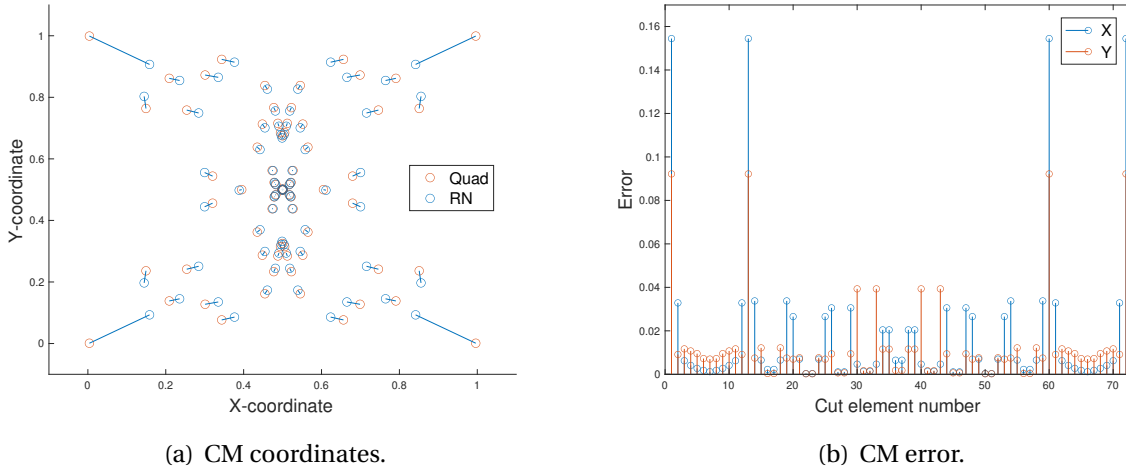 1
0.8
0.6
0.4
0.2
0
0
0.2
0.4
0.6
0.8
1
Y-coordinate
X-coordinate
Quad
RN
(a) CM coordinates.
0.16
0.14
0.12
0.1
0.08
0.06
0.04
0.02
0
0
10
20
30
40
50
60
70
Error
Cut element number
X
Y
(b) CM error.